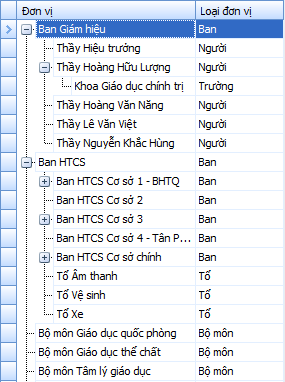 Đơn vị Loại đơn vị
Ban Giám hiệu Ban
Thầy Hiệu trưởng Người
Thầy Hoàng Hữu Lượng Người
Khoa Giáo dục chính trị Trường
Thầy Hoàng Văn Năng Người
Thầy Lê Văn Việt Người
Thầy Nguyễn Khắc Hùng Người
Ban HTCS Ban
Ban HTCS Cơ sở 1 - BHTQ Ban
Ban HTCS Cơ sở 2 Ban
Ban HTCS Cơ sở 3 Ban
Ban HTCS Cơ sở 4 - Tân P... Ban
Ban HTCS Cơ sở chính Ban
Tổ Âm thanh Tổ
Tổ Vệ sinh Tổ
Tổ Xe Tổ
Bộ môn Giáo dục quốc phòng Bộ môn
Bộ môn Giáo dục thể chất Bộ môn
Bộ môn Tâm lý giáo dục Bộ môn